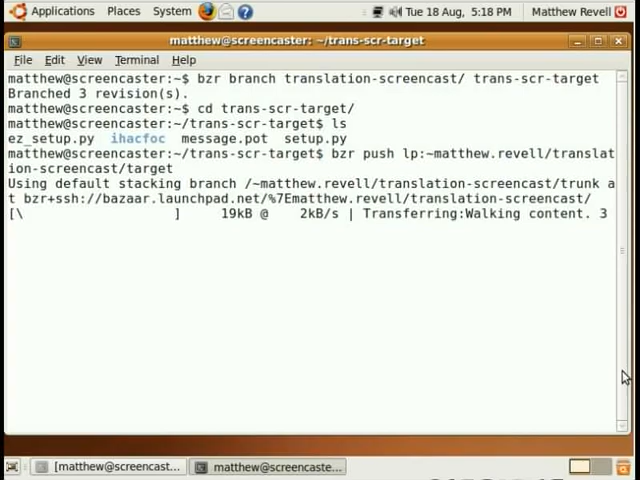 Applications Places System Tue 18 Aug, 5:18 PM Matthew Revell
matthew@screencaster: ~/trans-scr-target
File Edit View Terminal Help
matthew@screencaster:~$ bzr branch translation-screencast/ trans-scr-target
Branched 3 revision(s).
matthew@screencaster:~$ cd trans-scr-target/
matthew@screencaster:~/trans-scr-target$ ls
ez_setup.py ihacfoc message.pot setup.py
matthew@screencaster:~/trans-scr-target$ bzr push lp:~matthew.revell/translat
ion-screencast/target
Using default stacking branch /~matthew.revell/translation-screencast/trunk a
t bzr+ssh://bazaar.launchpad.net/%7Ematthew.revell/translation-screencast/
[\ ] 19kB @ 2kB/s | Transferring:Walking content. 3
[matthew@screencast... matthew@screencaste...